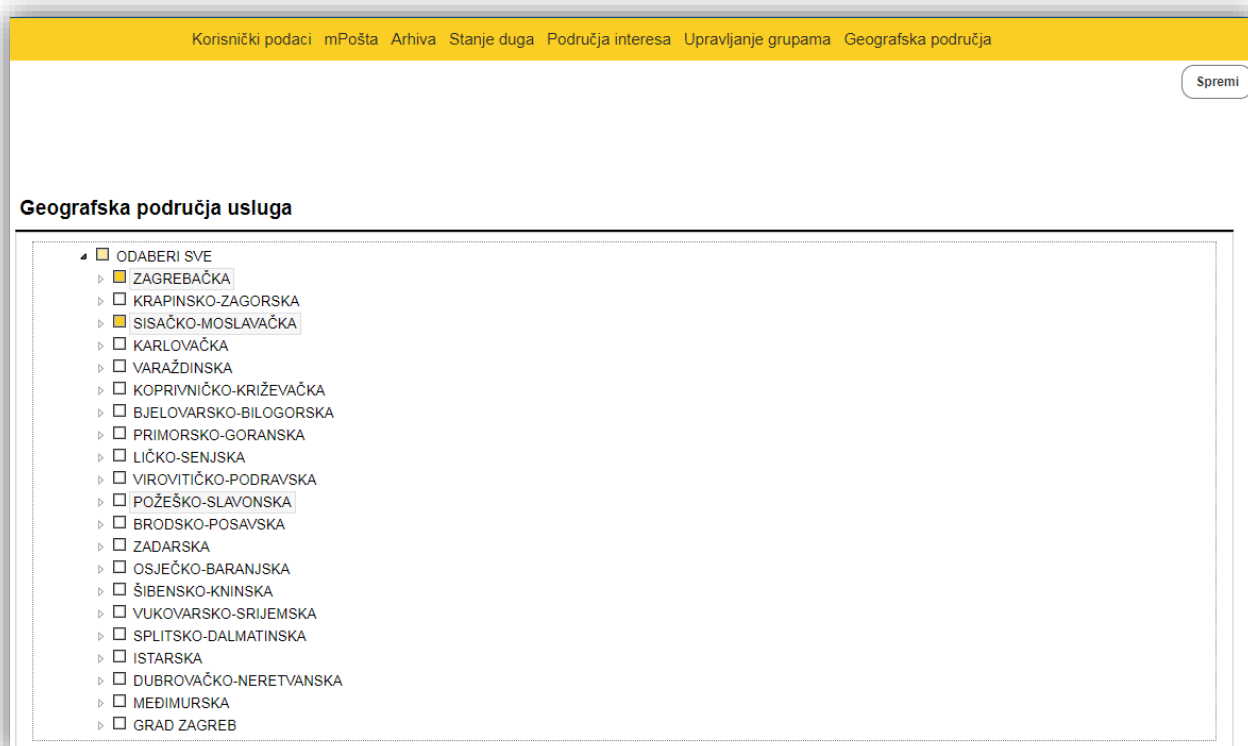 Korisnički podaci mPošta Arhiva Stanje duga Područja interesa Upravljanje grupama Geografska područja
Spremi
Geografska područja usluga
ODABERI SVE
ZAGREBAČKA
KRAPINSKO-ZAGORSKA
SISAČKO-MOSLAVAČKA
KARLOVAČKA
VARAŽDINSKA
KOPRIVNIČKO-KRIŽEVAČKA
BJELOVARSKO-BILOGORSKA
PRIMORSKO-GORANSKA
LIČKO-SENJSKA
VIROVITIČKO-PODRAVSKA
POŽEŠKO-SLAVONSKA
BRODSKO-POSAVSKA
ZADARSKA
OSJEČKO-BARANJSKA
ŠIBENSKO-KNINSKA
VUKOVARSKO-SRIJEMSKA
SPLITSKO-DALMATINSKA
ISTARSKA
DUBROVAČKO-NERETVANSKA
MEĐIMURSKA
GRAD ZAGREB